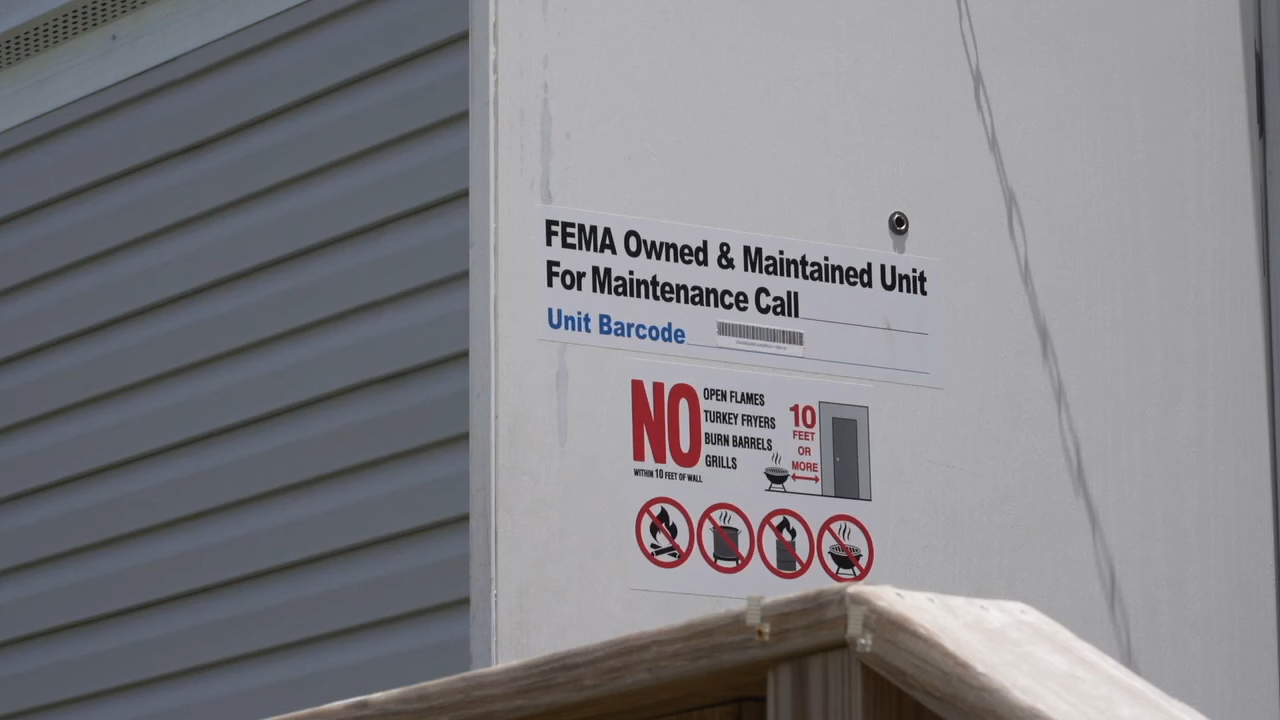 FEMA Owned & Maintained Unit
For Maintenance Call
Unit Barcode
NO
OPEN FLAMES
TURKEY FRYERS
BURN BARRELS
GRILLS
WITHIN 10 FEET OF WALL
10
FEET
OR
MORE